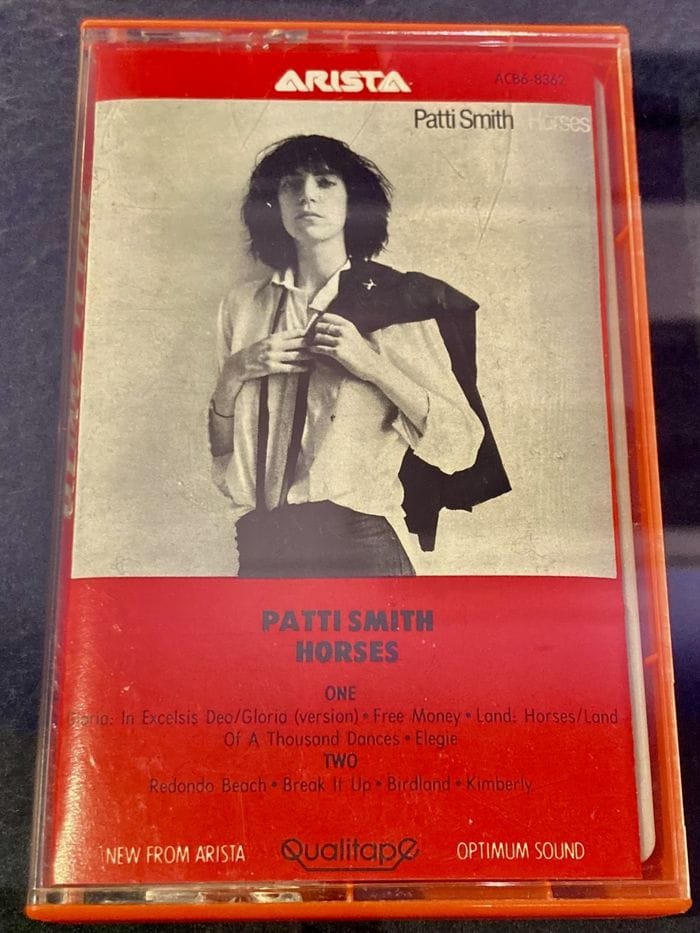 ARISTA ACB6-8362
Patti Smith Horses
PATTI SMITH
HORSES
ONE
Gloria: In Excelsis Deo/Gloria (version) • Free Money • Land: Horses/Land
Of A Thousand Dances • Elegie
TWO
Redondo Beach • Break It Up • Birdland • Kimberly
NEW FROM ARISTA Qualitape OPTIMUM SOUND